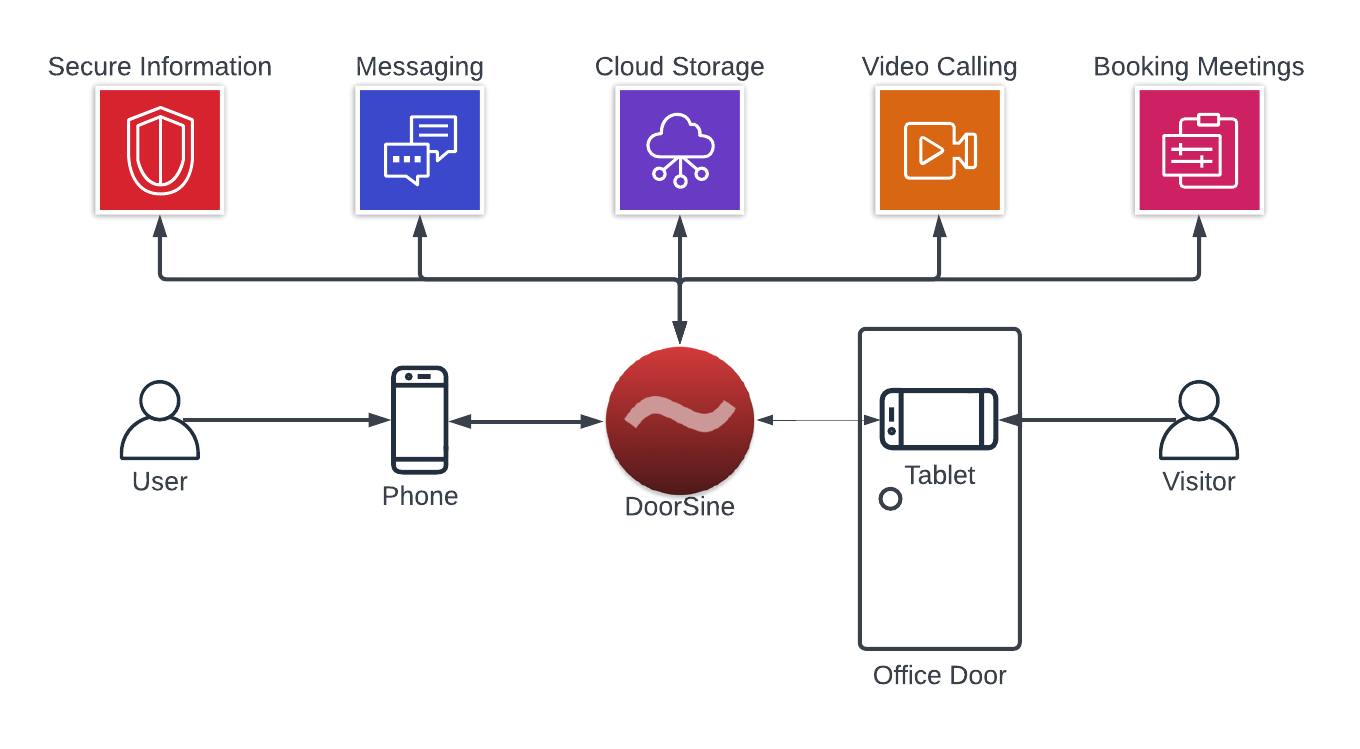 Secure Information
Messaging
Cloud Storage
Video Calling
Booking Meetings
User
Phone
DoorSine
Tablet
Visitor
Office Door